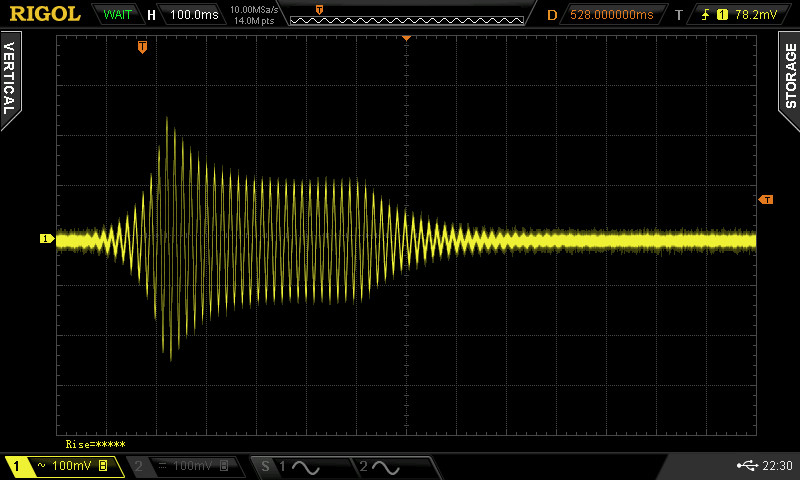 RIGOL WAIT H 100.0ms 10.00MSa/s D 528.000000ms T 1 78.2mV
14.0M pts
T
T
VERTICAL
STORAGE
T
1
Rise=*****
1 ~ 100mV B 2 100mV B S 1 2 22:30